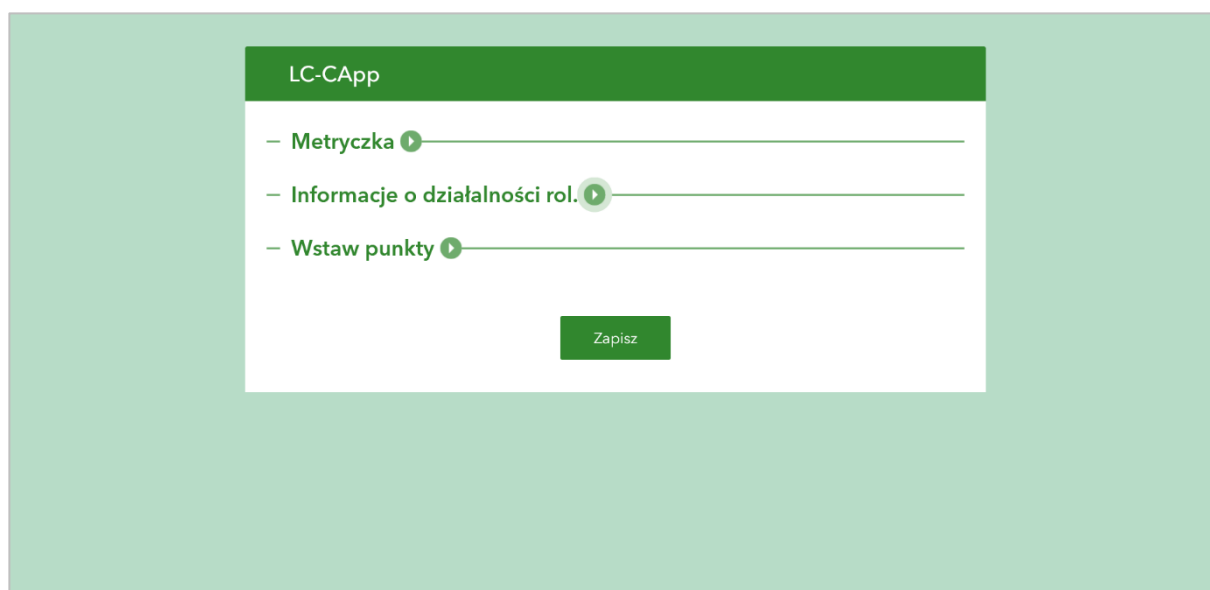 LC-CApp
Metryczka
Informacje o działalności rol.
Wstaw punkty
Zapisz